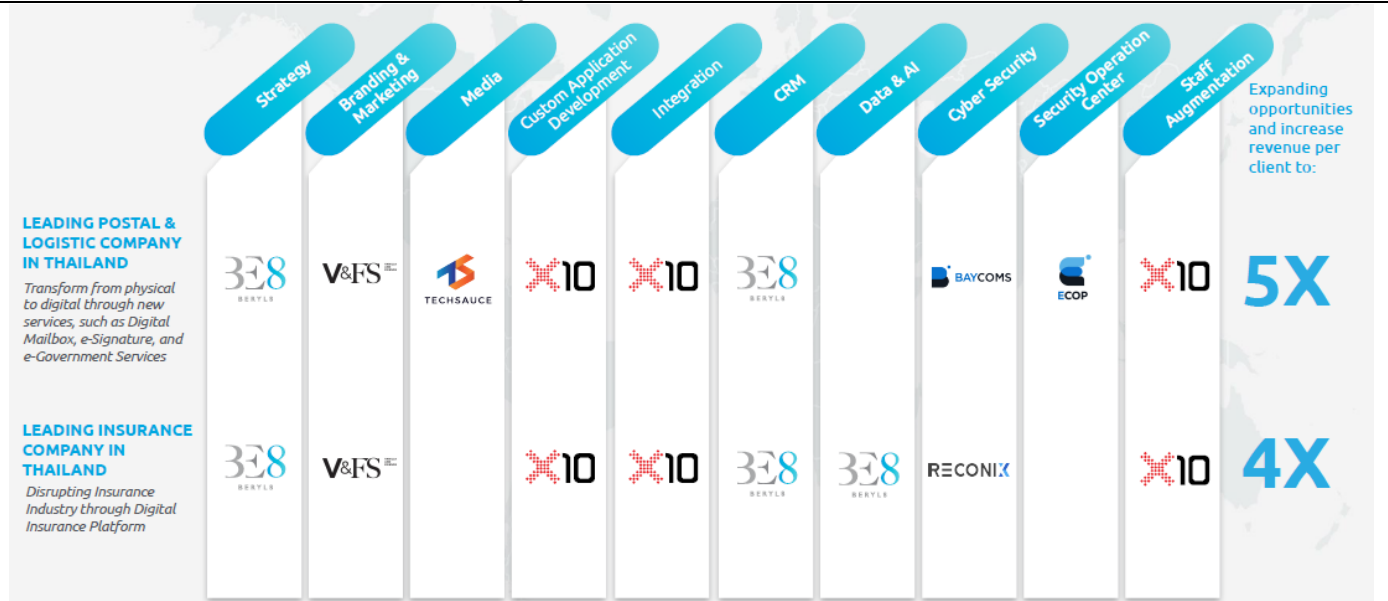 Strategy
Branding &
Marketing
Media
Custom Application
Development
Integration
CRM
Data & AI
Cyber Security
Security Operation
Center
Staff
Augmentation
Expanding
opportunities
and increase
revenue per
client to:
LEADING POSTAL &
LOGISTIC COMPANY
IN THAILAND
Transform from physical
to digital through new
services, such as Digital
Mailbox, e-Signature, and
e-Government Services
BE8
BERYL8
V&FS
TECHSAUCE
X10
X10
BE8
BERYL8
BAYCOMS
ECOP
X10
5X
LEADING INSURANCE
COMPANY IN
THAILAND
Disrupting Insurance
Industry through Digital
Insurance Platform
BE8
BERYL8
V&FS
X10
X10
BE8
BERYL8
BE8
BERYL8
RECONIX
X10
4X